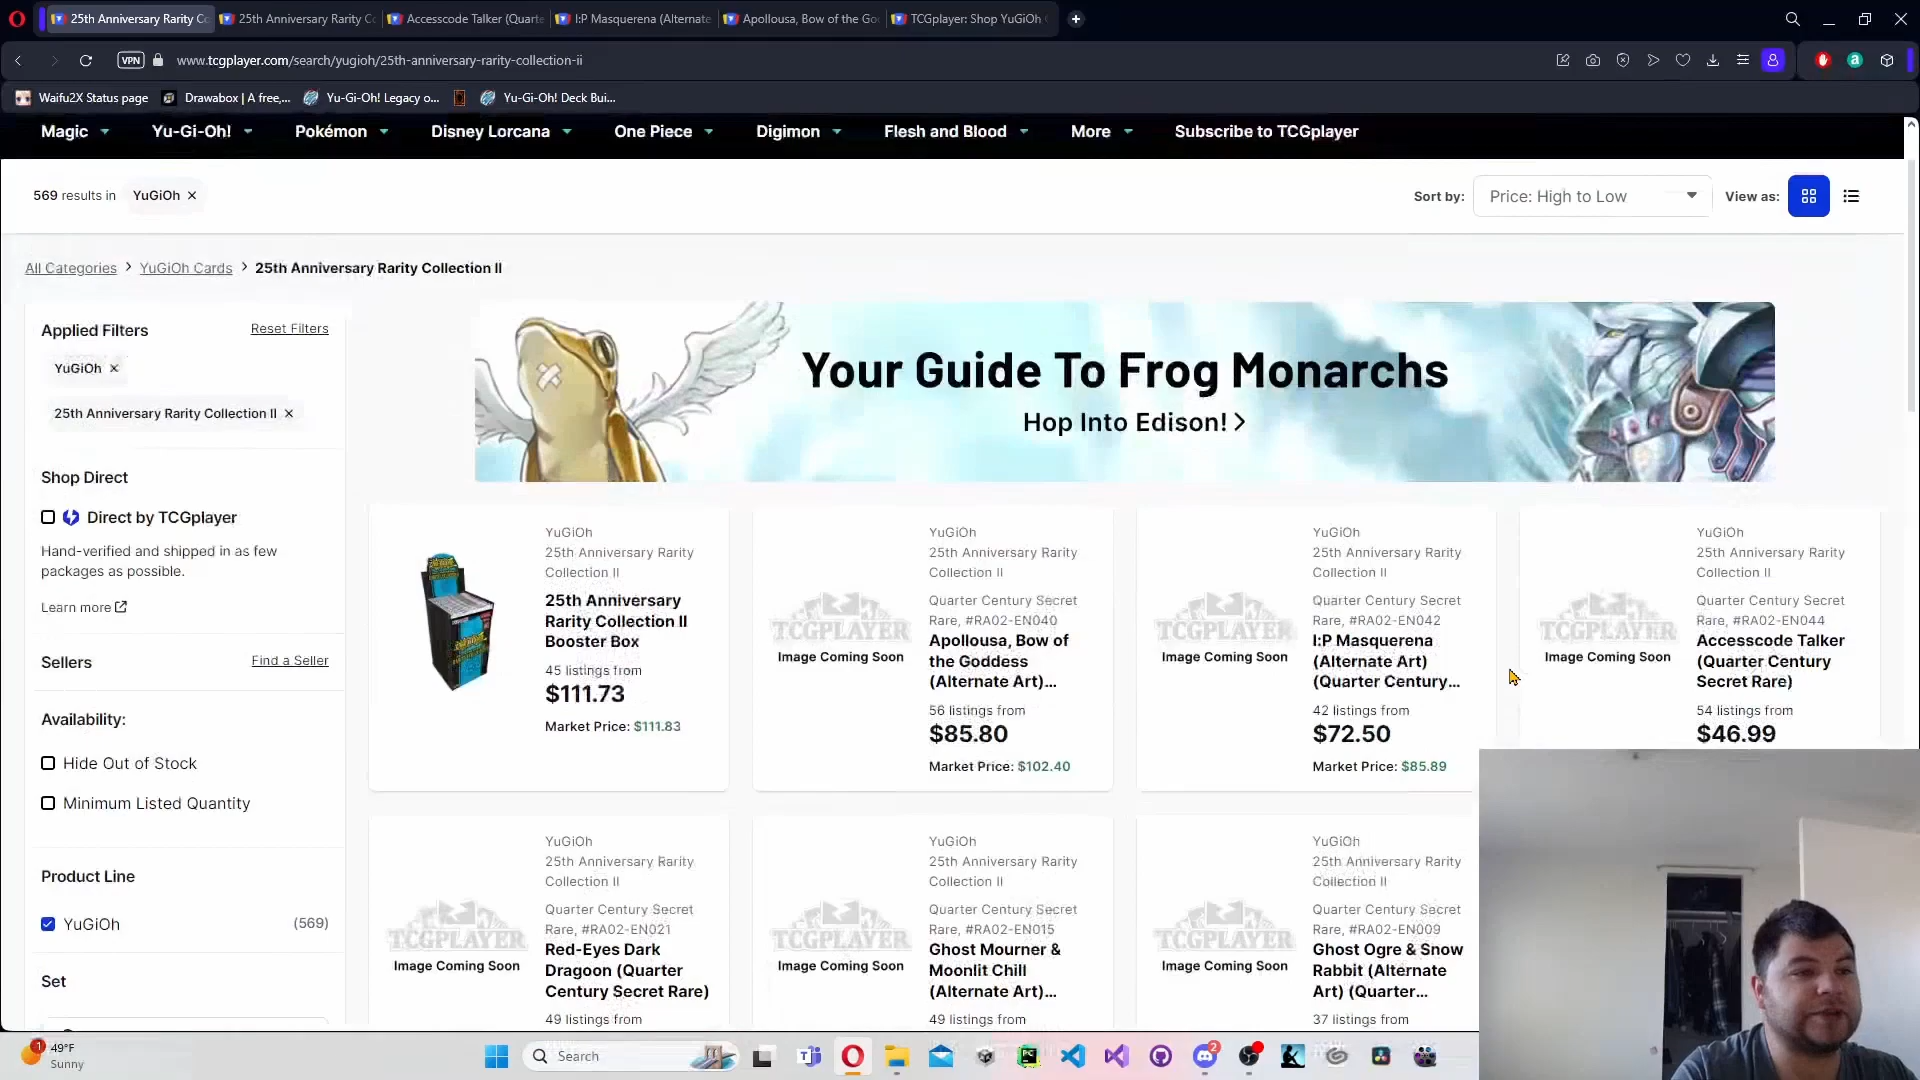 25th Anniversary Rarity Co
25th Anniversary Rarity Co
Accesscode Talker (Quarte
I:P Masquerena (Alternate
Apollousa, Bow of the Go
TCGplayer: Shop YuGiOh
VPN
www.tcgplayer.com/search/yugioh/25th-anniversary-rarity-collection-ii
Waifu2X Status page
Drawabox | A free,...
Yu-Gi-Oh! Legacy o...
Yu-Gi-Oh! Deck Bui...
Magic
Yu-Gi-Oh!
Pokémon
Disney Lorcana
One Piece
Digimon
Flesh and Blood
More
Subscribe to TCGplayer
569 results in
YuGiOh
Sort by:
Price: High to Low
View as:
All Categories
YuGiOh Cards
25th Anniversary Rarity Collection II
Applied Filters
Reset Filters
YuGiOh
25th Anniversary Rarity Collection II
Shop Direct
Direct by TCGplayer
Hand-verified and shipped in as few
packages as possible.
Learn more
Sellers
Find a Seller
Availability:
Hide Out of Stock
Minimum Listed Quantity
Product Line
YuGiOh
(569)
Set
Your Guide To Frog Monarchs
Hop Into Edison!
YuGiOh
25th Anniversary Rarity
Collection II
25th Anniversary
Rarity Collection II
Booster Box
45 listings from
$111.73
Market Price: $111.83
TCGPLAYER
Image Coming Soon
YuGiOh
25th Anniversary Rarity
Collection II
Quarter Century Secret
Rare, #RA02-EN040
Apollousa, Bow of
the Goddess
(Alternate Art)...
56 listings from
$85.80
Market Price: $102.40
TCGPLAYER
Image Coming Soon
YuGiOh
25th Anniversary Rarity
Collection II
Quarter Century Secret
Rare, #RA02-EN042
I:P Masquerena
(Alternate Art)
(Quarter Century...
42 listings from
$72.50
Market Price: $85.89
TCGPLAYER
Image Coming Soon
YuGiOh
25th Anniversary Rarity
Collection II
Quarter Century Secret
Rare, #RA02-EN044
Accesscode Talker
(Quarter Century
Secret Rare)
54 listings from
$46.99
TCGPLAYER
Image Coming Soon
YuGiOh
25th Anniversary Rarity
Collection II
Quarter Century Secret
Rare, #RA02-EN021
Red-Eyes Dark
Dragoon (Quarter
Century Secret Rare)
49 listings from
TCGPLAYER
Image Coming Soon
YuGiOh
25th Anniversary Rarity
Collection II
Quarter Century Secret
Rare, #RA02-EN015
Ghost Mourner &
Moonlit Chill
(Alternate Art)...
49 listings from
TCGPLAYER
Image Coming Soon
YuGiOh
25th Anniversary Rarity
Collection II
Quarter Century Secret
Rare, #RA02-EN009
Ghost Ogre & Snow
Rabbit (Alternate
Art) (Quarter...
37 listings from
1
49°F
Sunny
Search
2